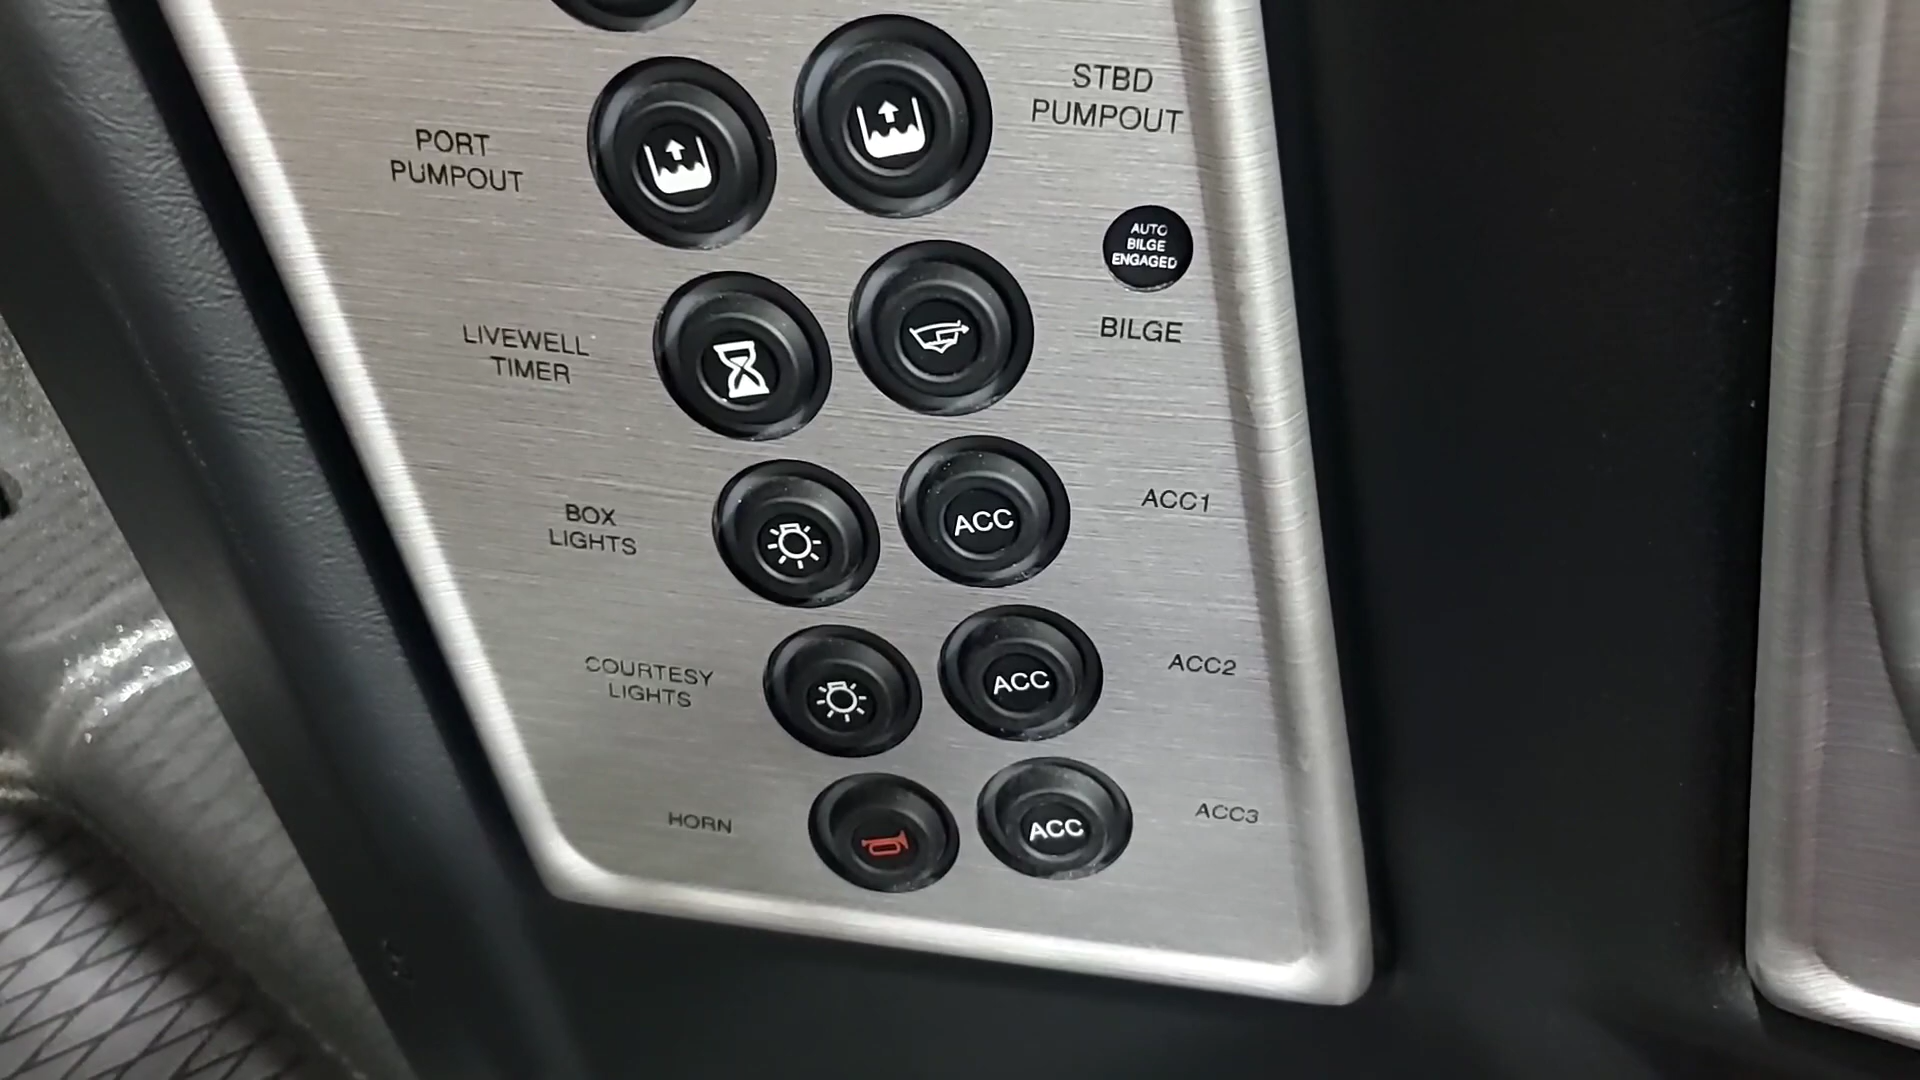 STBD
PUMPOUT
PORT
PUMPOUT
AUTO
BILGE
ENGAGED
BILGE
LIVEWELL
TIMER
ACC
ACC1
BOX
LIGHTS
ACC
ACC2
COURTESY
LIGHTS
HORN
ACC
ACC3